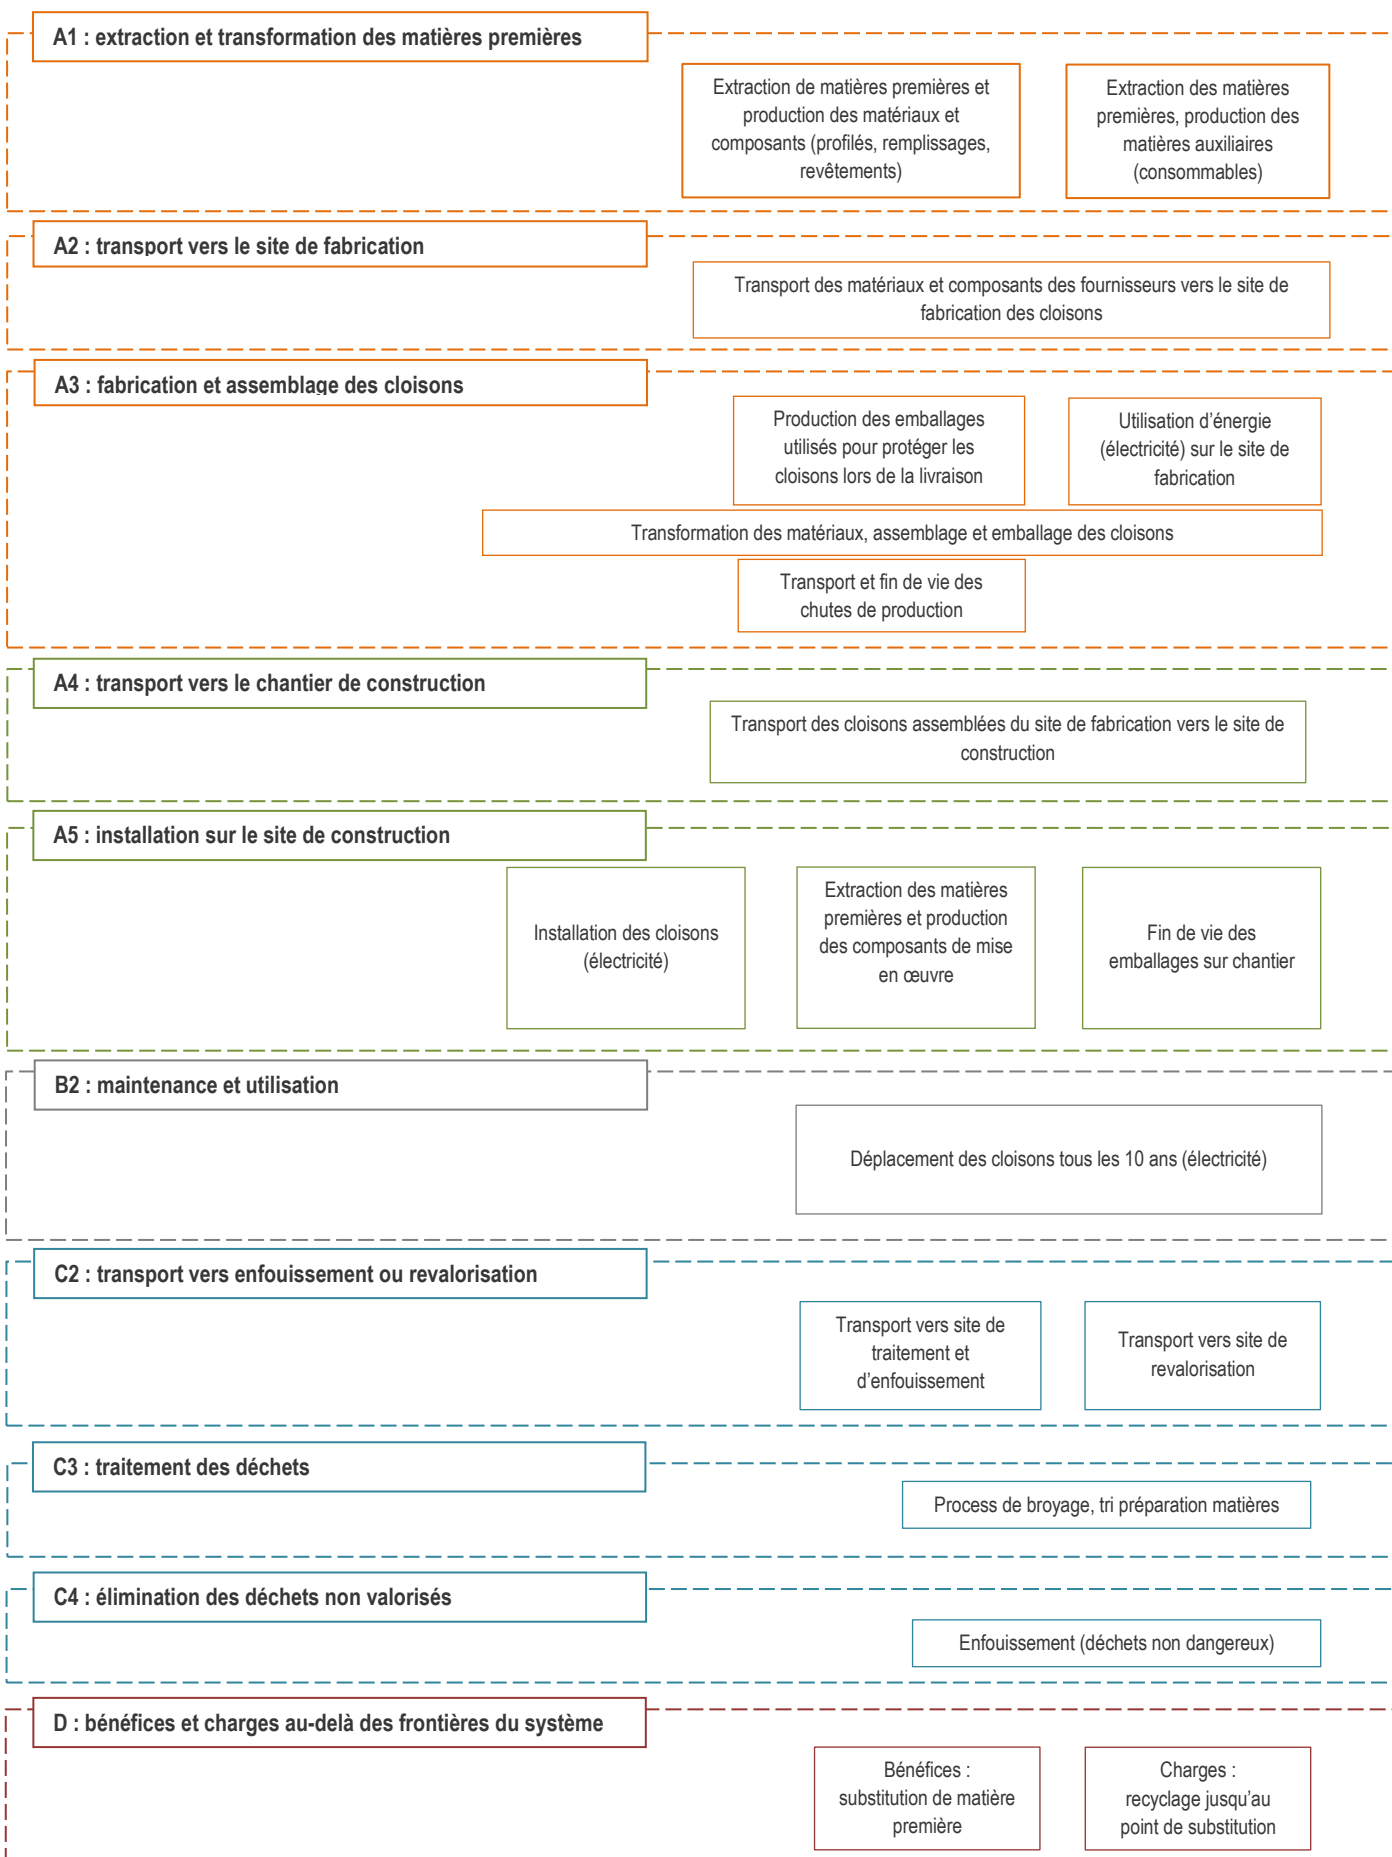 A1 : extraction et transformation des matières premières
Extraction de matières premières et
production des matériaux et
composants (profilés, remplissages,
revêtements)
Extraction des matières
premières, production des
matières auxiliaires
(consommables)
A2 : transport vers le site de fabrication
Transport des matériaux et composants des fournisseurs vers le site de
fabrication des cloisons
A3 : fabrication et assemblage des cloisons
Production des emballages
utilisés pour protéger les
cloisons lors de la livraison
Utilisation d’énergie
(électricité) sur le site de
fabrication
Transformation des matériaux, assemblage et emballage des cloisons
Transport et fin de vie des
chutes de production
A4 : transport vers le chantier de construction
Transport des cloisons assemblées du site de fabrication vers le site de
construction
A5 : installation sur le site de construction
Installation des cloisons
(électricité)
Extraction des matières
premières et production
des composants de mise
en œuvre
Fin de vie des
emballages sur chantier
B2 : maintenance et utilisation
Déplacement des cloisons tous les 10 ans (électricité)
C2 : transport vers enfouissement ou revalorisation
Transport vers site de
traitement et
d’enfouissement
Transport vers site de
revalorisation
C3 : traitement des déchets
Process de broyage, tri préparation matières
C4 : élimination des déchets non valorisés
Enfouissement (déchets non dangereux)
D : bénéfices et charges au-delà des frontières du système
Bénéfices :
substitution de matière
première
Charges :
recyclage jusqu’au
point de substitution